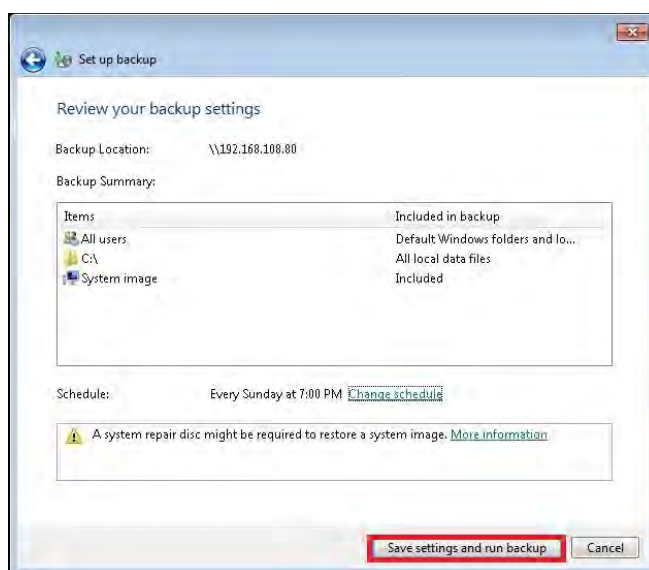 Set up backup
Review your backup settings
Backup Location: \\192.168.108.80
Backup Summary:
Items Included in backup
All users Default Windows folders and lo...
C:\ All local data files
System image Included
Schedule: Every Sunday at 7:00 PM Change schedule
A system repair disc might be required to restore a system image. More information
Save settings and run backup Cancel